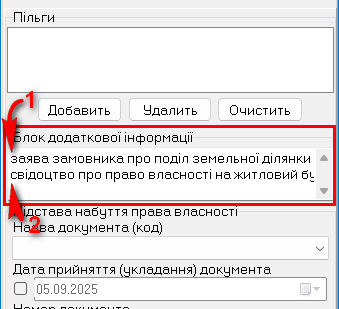 Пільги
Добавить Удалить Очистить
1
Блок додаткової інформації
заява замовника про поділ земельної ділянки
свідоцтво про право власності на житловий бу
2
Підстава набуття права власності
Назва документа (код)
Дата прийняття (укладання) документа
05.09.2025
Номер документа